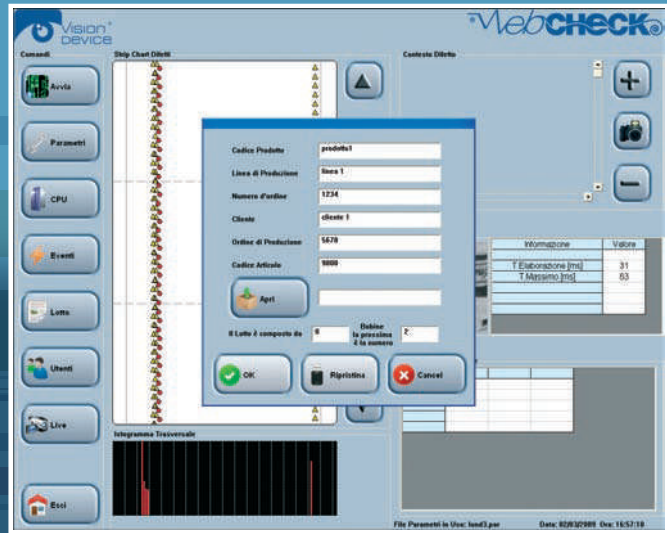 Vision
DEVICE
WebCHECK
Comandi
Strip Chart Difetti
Contesto Difetto
Avvia
Parametri
CPU
Eventi
Lotto
Utenti
Live
Esci
Codice Prodotto
prodotto1
Linea di Produzione
linea 1
Numero d'ordine
1234
Cliente
cliente 1
Ordine di Produzione
5678
Codice Articolo
Apri
Il Lotto è composto da
6
Bobine
la prossima
è la numero
2
OK
Ripristina
Cancel
Informazione Valore
T.Elaborazione [ms] 31
T.Massimo [ms] 63
Istogramma Trasversale
File Parametri in Uso: lund3.par
Data: 02/03/2009 Ora: 16:57:10